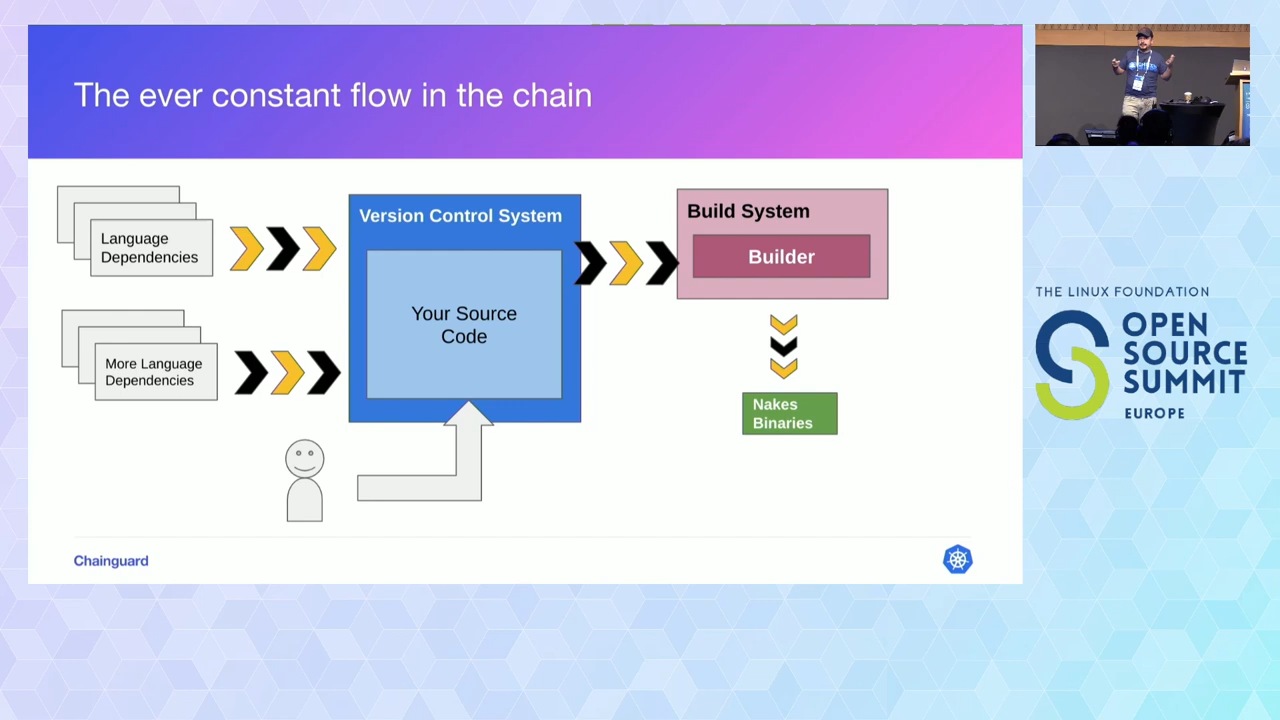 The ever constant flow in the chain
Language
Dependencies
More Language
Dependencies
Version Control System
Your Source
Code
Build System
Builder
Nakes
Binaries
Chainguard
THE LINUX FOUNDATION
OPEN
SOURCE
SUMMIT
EUROPE